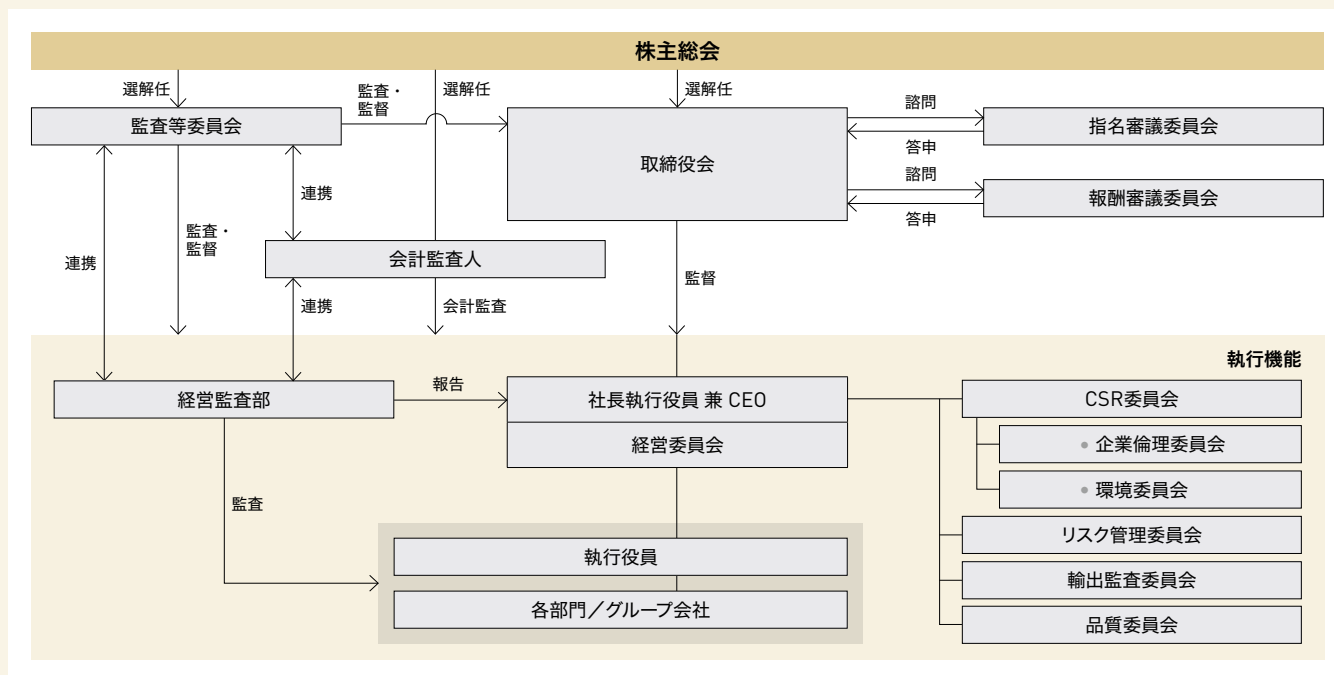 株主総会
選解任
監査・
監督
選解任
選解任
監査等委員会
取締役会
諮問
答申
指名審議委員会
諮問
答申
報酬審議委員会
連携
監査・
監督
連携
会計監査人
連携
会計監査
監督
執行機能
経営監査部
報告
社長執行役員 兼 CEO
経営委員会
CSR委員会
• 企業倫理委員会
• 環境委員会
リスク管理委員会
輸出監査委員会
品質委員会
監査
執行役員
各部門／グループ会社